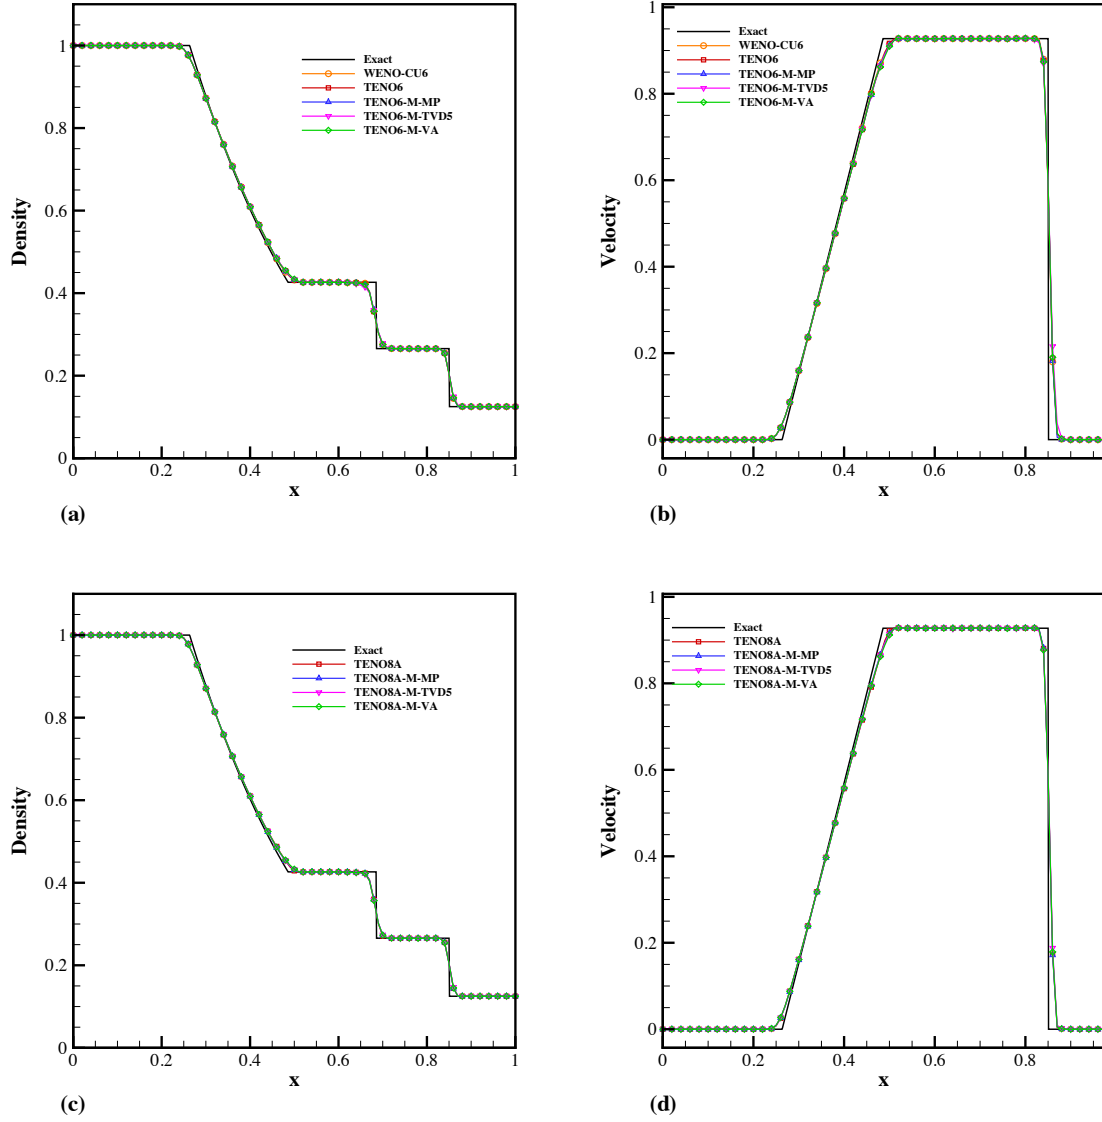 1
0.8
0.6
0.4
0.2
0
Density
Exact
WENO-CU6
TENO6
TENO6-M-MP
TENO6-M-TVD5
TENO6-M-VA
0 0.2 0.4 0.6 0.8 1
x
(a)
1
0.8
0.6
0.4
0.2
0
Velocity
Exact
WENO-CU6
TENO6
TENO6-M-MP
TENO6-M-TVD5
TENO6-M-VA
0 0.2 0.4 0.6 0.8
x
(b)
1
0.8
0.6
0.4
0.2
0
Density
Exact
TENO8A
TENO8A-M-MP
TENO8A-M-TVD5
TENO8A-M-VA
0 0.2 0.4 0.6 0.8 1
x
(c)
1
0.8
0.6
0.4
0.2
0
Velocity
Exact
TENO8A
TENO8A-M-MP
TENO8A-M-TVD5
TENO8A-M-VA
0 0.2 0.4 0.6 0.8
x
(d)